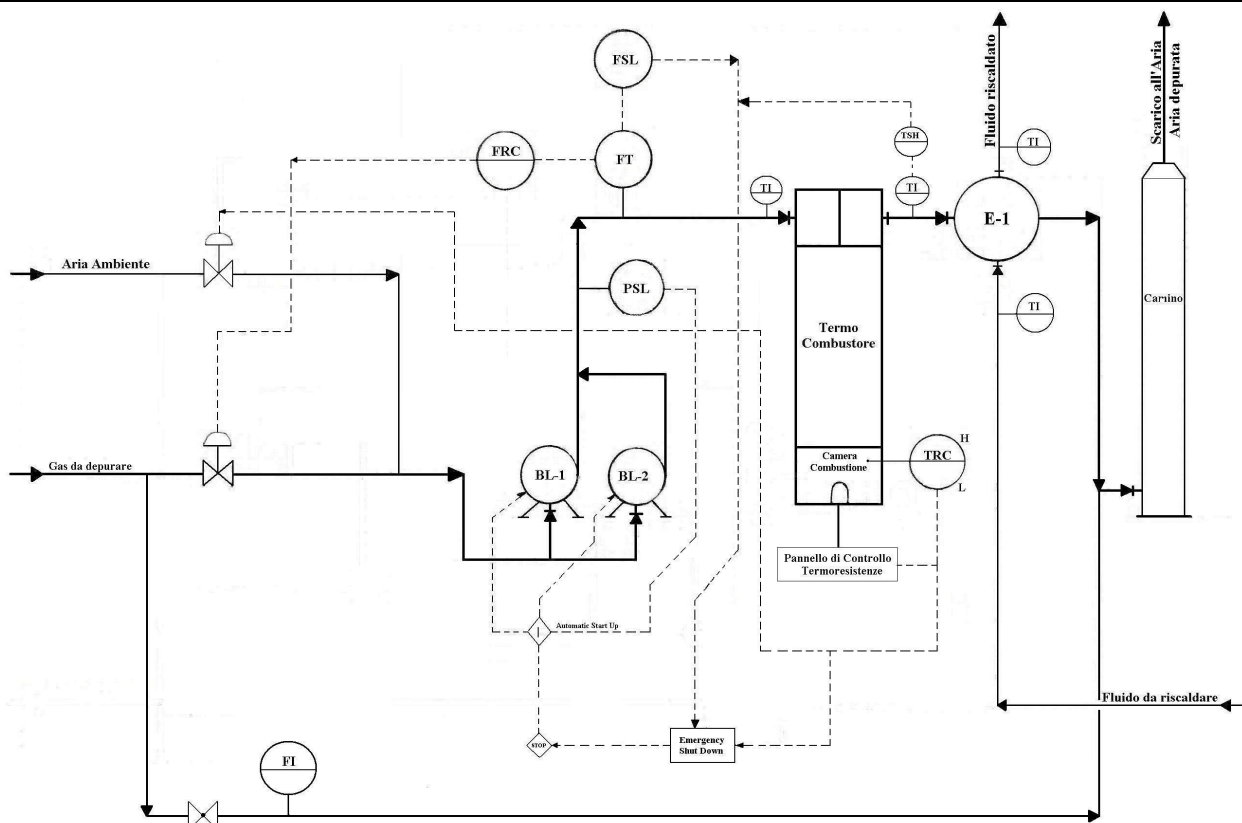 FSL
Fluido riscaldato
Scarico all'Aria
Aria depurata
FRC
FT
TSH
TI
TI
TI
E-1
Aria Ambiente
PSL
TI
Camino
Termo
Combustore
Gas da depurare
BL-1
BL-2
Camera
Combustione
TRC
H
L
Pannello di Controllo
Termoresistenze
I
Automatic Start Up
Fluido da riscaldare
STOP
Emergency
Shut Down
FI